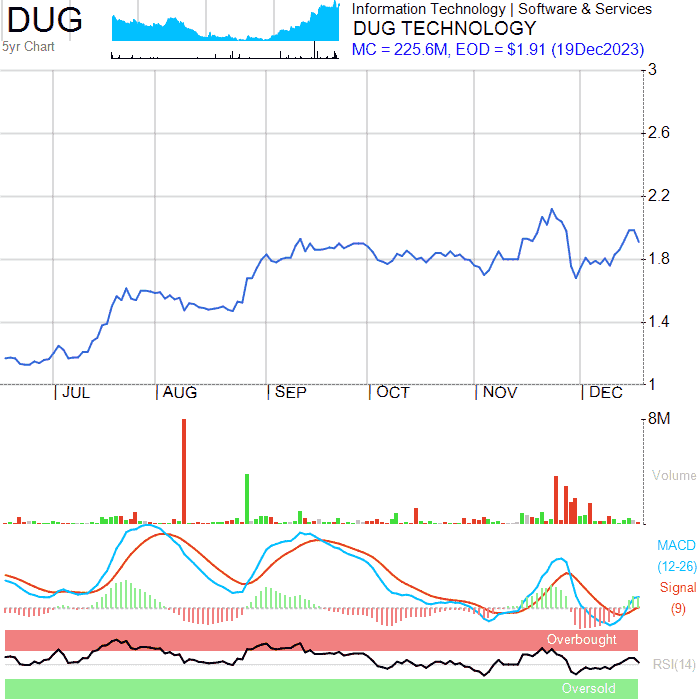 DUG
5yr Chart
Information Technology | Software & Services
DUG TECHNOLOGY
MC = 225.6M, EOD = $1.91 (19Dec2023)
3
2.6
2.2
1.8
1.4
1
JUL AUG SEP OCT NOV DEC
8M
Volume
MACD
(12-26)
Signal
(9)
Overbought
RSI(14)
Oversold